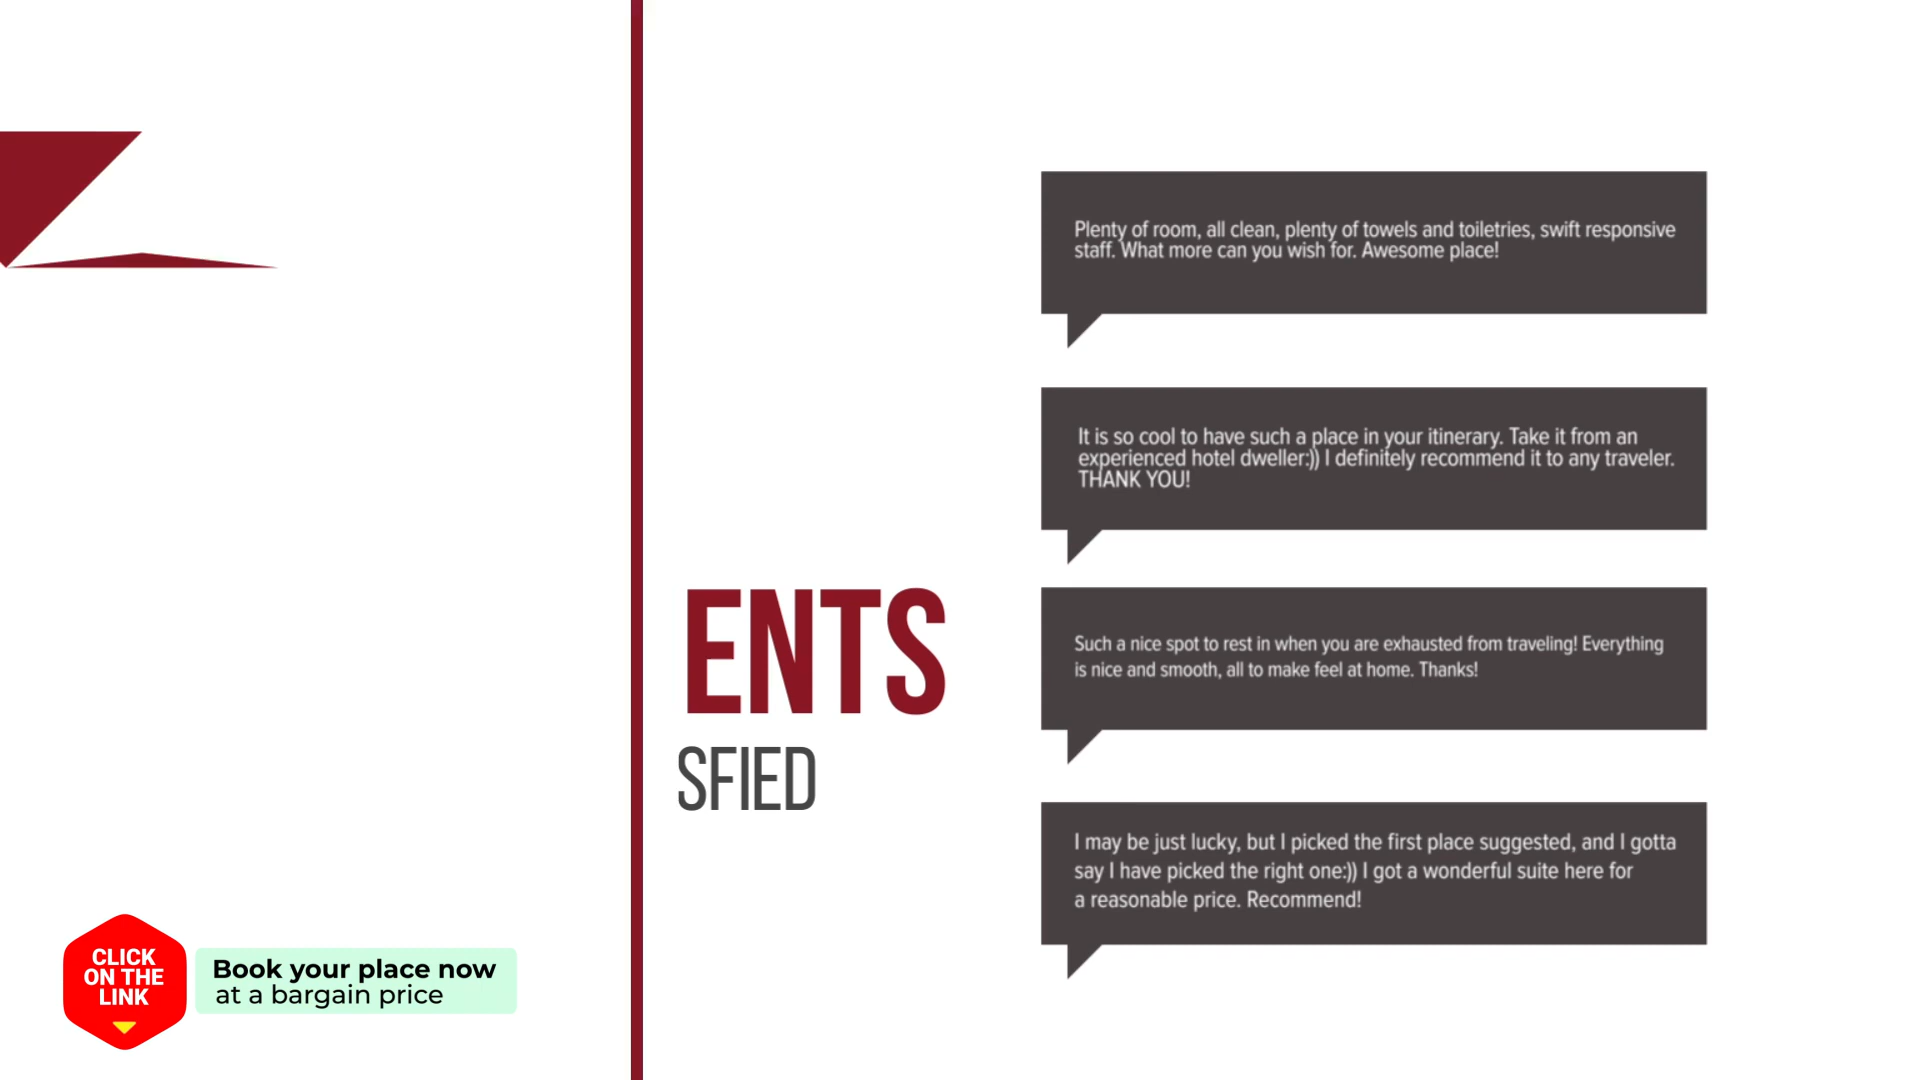 Plenty of room, all clean, plenty of towels and toiletries, swift responsive
staff. What more can you wish for. Awesome place!
It is so cool to have such a place in your itinerary. Take it from an
experienced hotel dweller:)) I definitely recommend it to any traveler.
THANK YOU!
ENTS
SFIED
Such a nice spot to rest in when you are exhausted from traveling! Everything
is nice and smooth, all to make feel at home. Thanks!
I may be just lucky, but I picked the first place suggested, and I gotta
say I have picked the right one:)) I got a wonderful suite here for
a reasonable price. Recommend!
CLICK
ON THE
LINK
Book your place now
at a bargain price